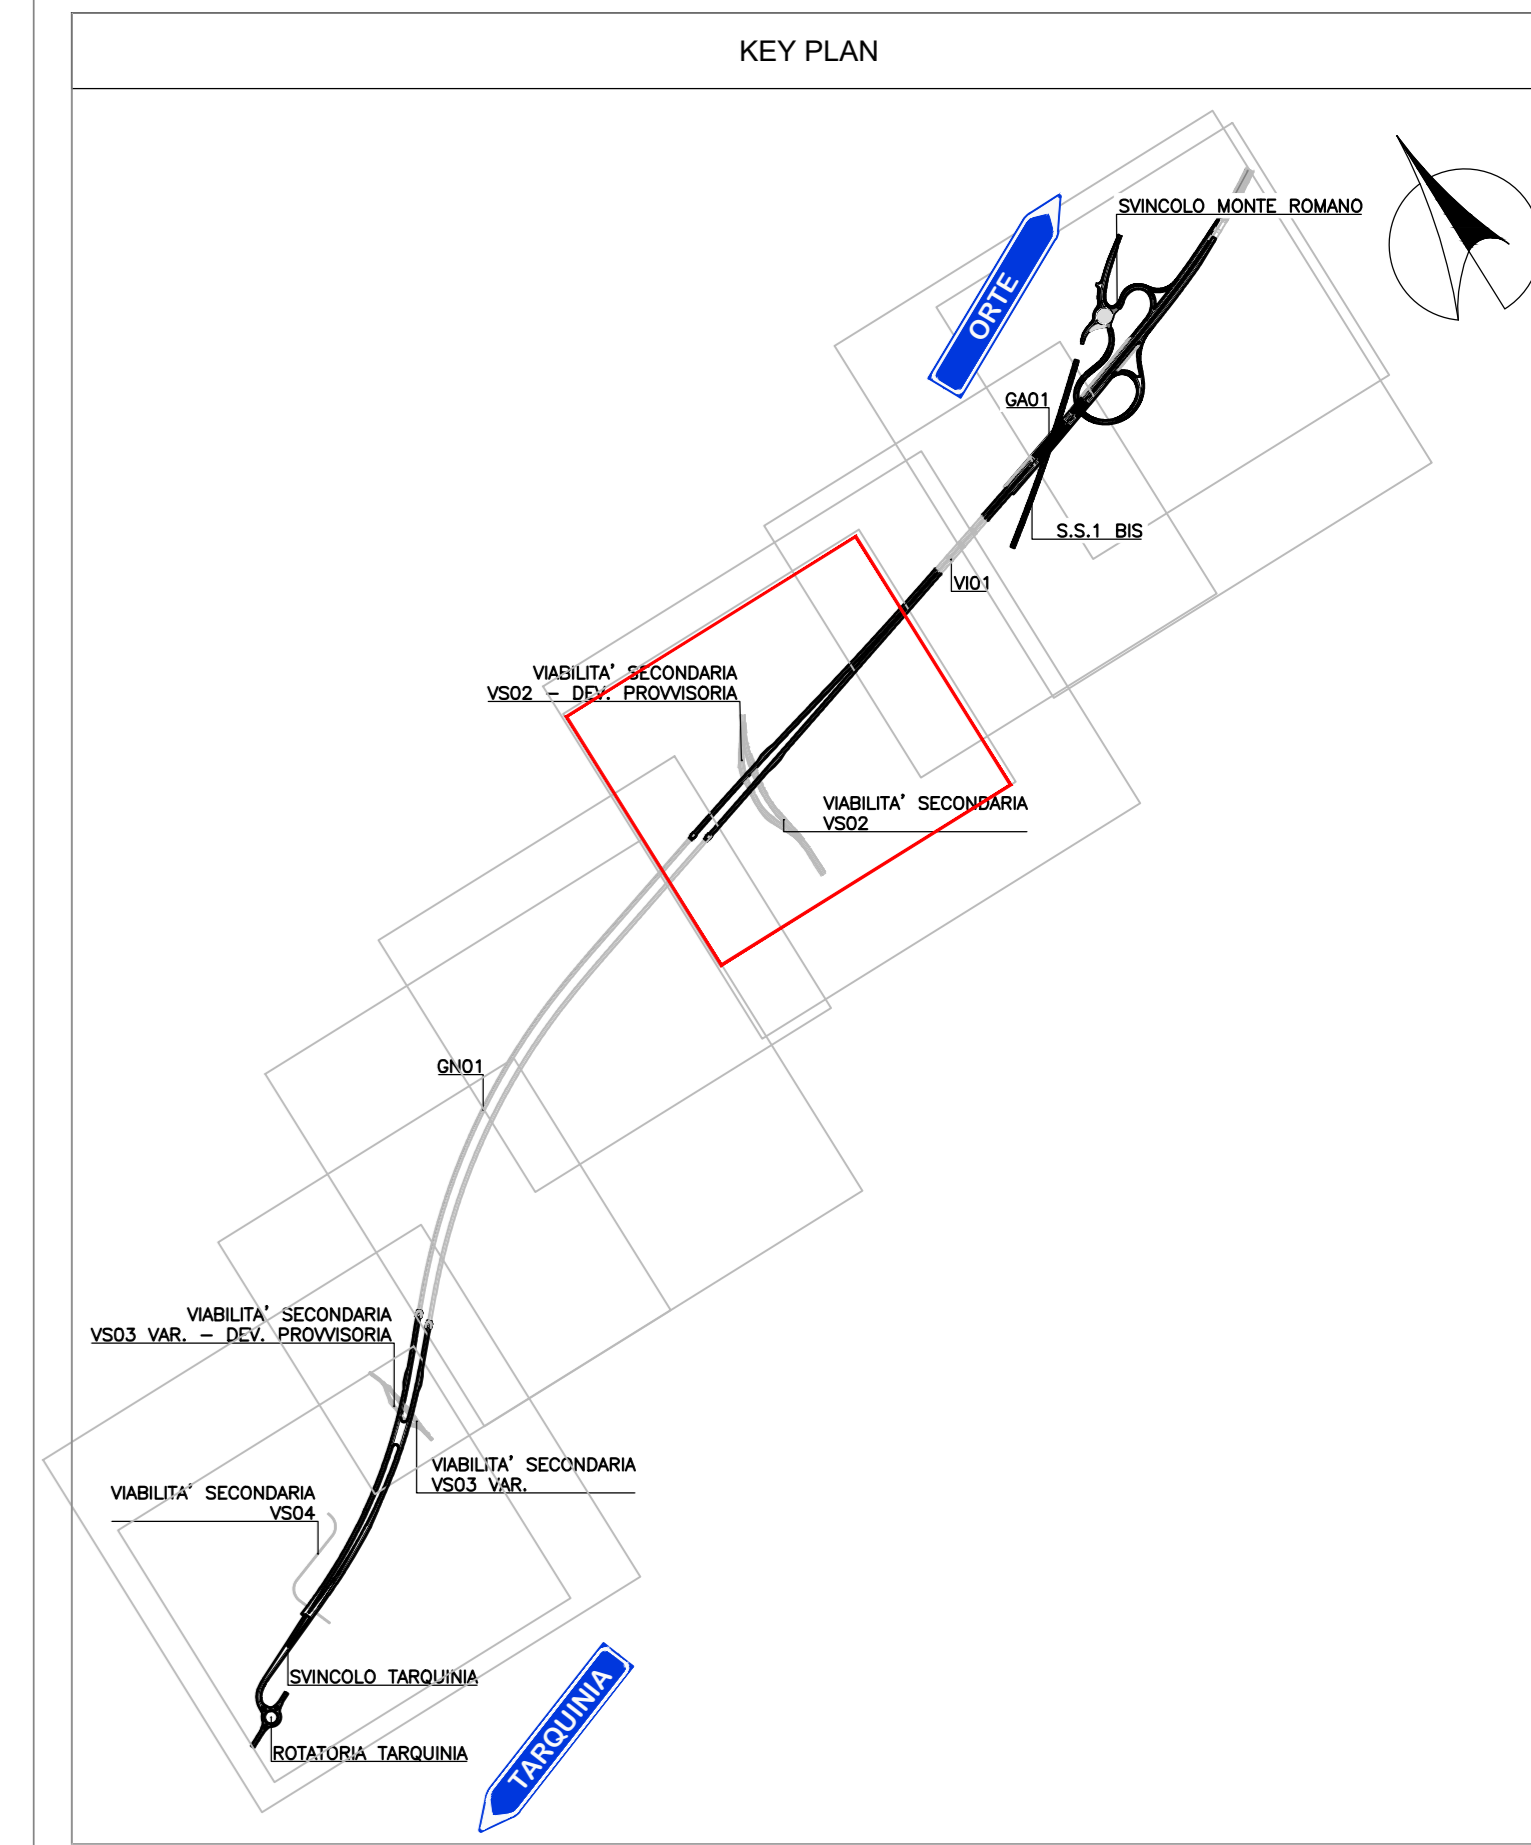 KEY PLAN
SVINCOLO MONTE ROMANO
ORTE
GA01
S.S.1 BIS
VI01
VIABILITA' SECONDARIA
VS02 - DEV. PROVVISORIA
VIABILITA' SECONDARIA
VS02
GN01
VIABILITA' SECONDARIA
VS03 VAR. - DEV. PROVVISORIA
VIABILITA' SECONDARIA
VS03 VAR.
VIABILITA' SECONDARIA
VS04
SVINCOLO TARQUINIA
TARQUINIA
ROTATORIA TARQUINIA